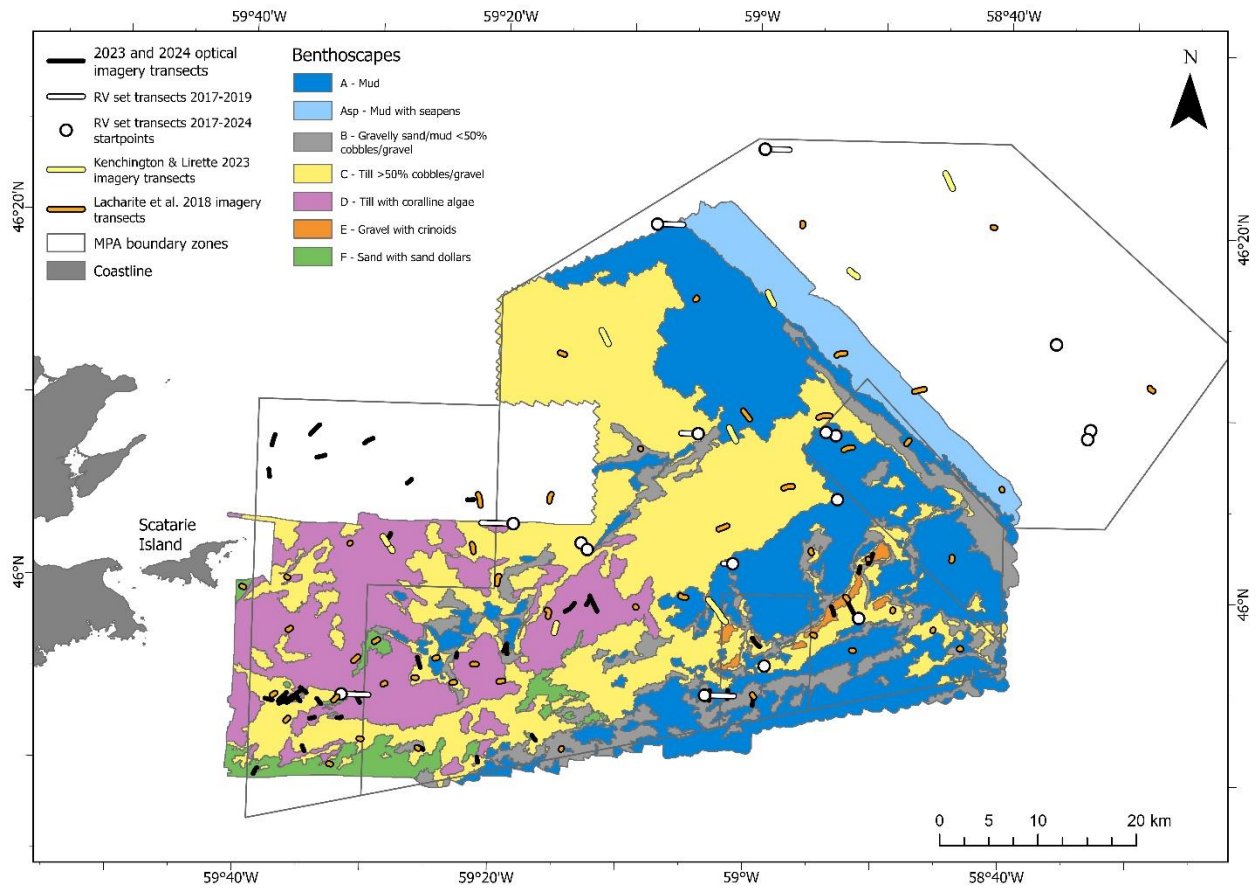 59°40'W
59°20'W
59°W
58°40'W
2023 and 2024 optical
imagery transects
RV set transects 2017-2019
RV set transects 2017-2024
startpoints
Kenchington & Lirette 2023
imagery transects
Lacharite et al. 2018 imagery
transects
MPA boundary zones
Coastline
Benthoscapes
A - Mud
Asp - Mud with seapens
B - Gravelly sand/mud <50%
cobbles/gravel
C - Till >50% cobbles/gravel
D - Till with coralline algae
E - Gravel with crinoids
F - Sand with sand dollars
N
46°20'N
46°20'N
Scatarie
Island
46°N
46°N
0 5 10 20 km
59°40'W
59°20'W
59°W
58°40'W